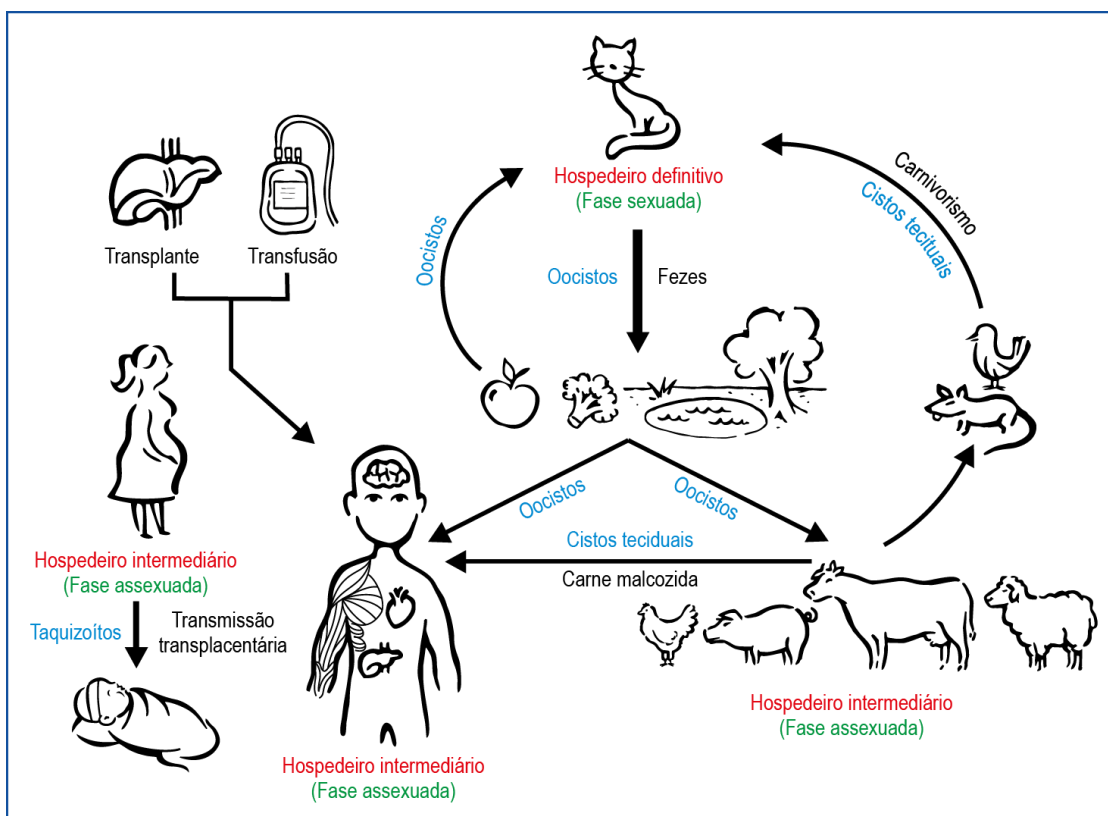 Hospedeiro definitivo
(Fase sexuada)
Transplante
Transfusão
Oocistos
Oocistos
Fezes
Carnivorismo
Cistos tecituais
Hospedeiro intermediário
(Fase assexuada)
Taquizoítos
Transmissão
transplacentária
Oocistos
Oocistos
Cistos teciduais
Carne malcozida
Hospedeiro intermediário
(Fase assexuada)
Hospedeiro intermediário
(Fase assexuada)